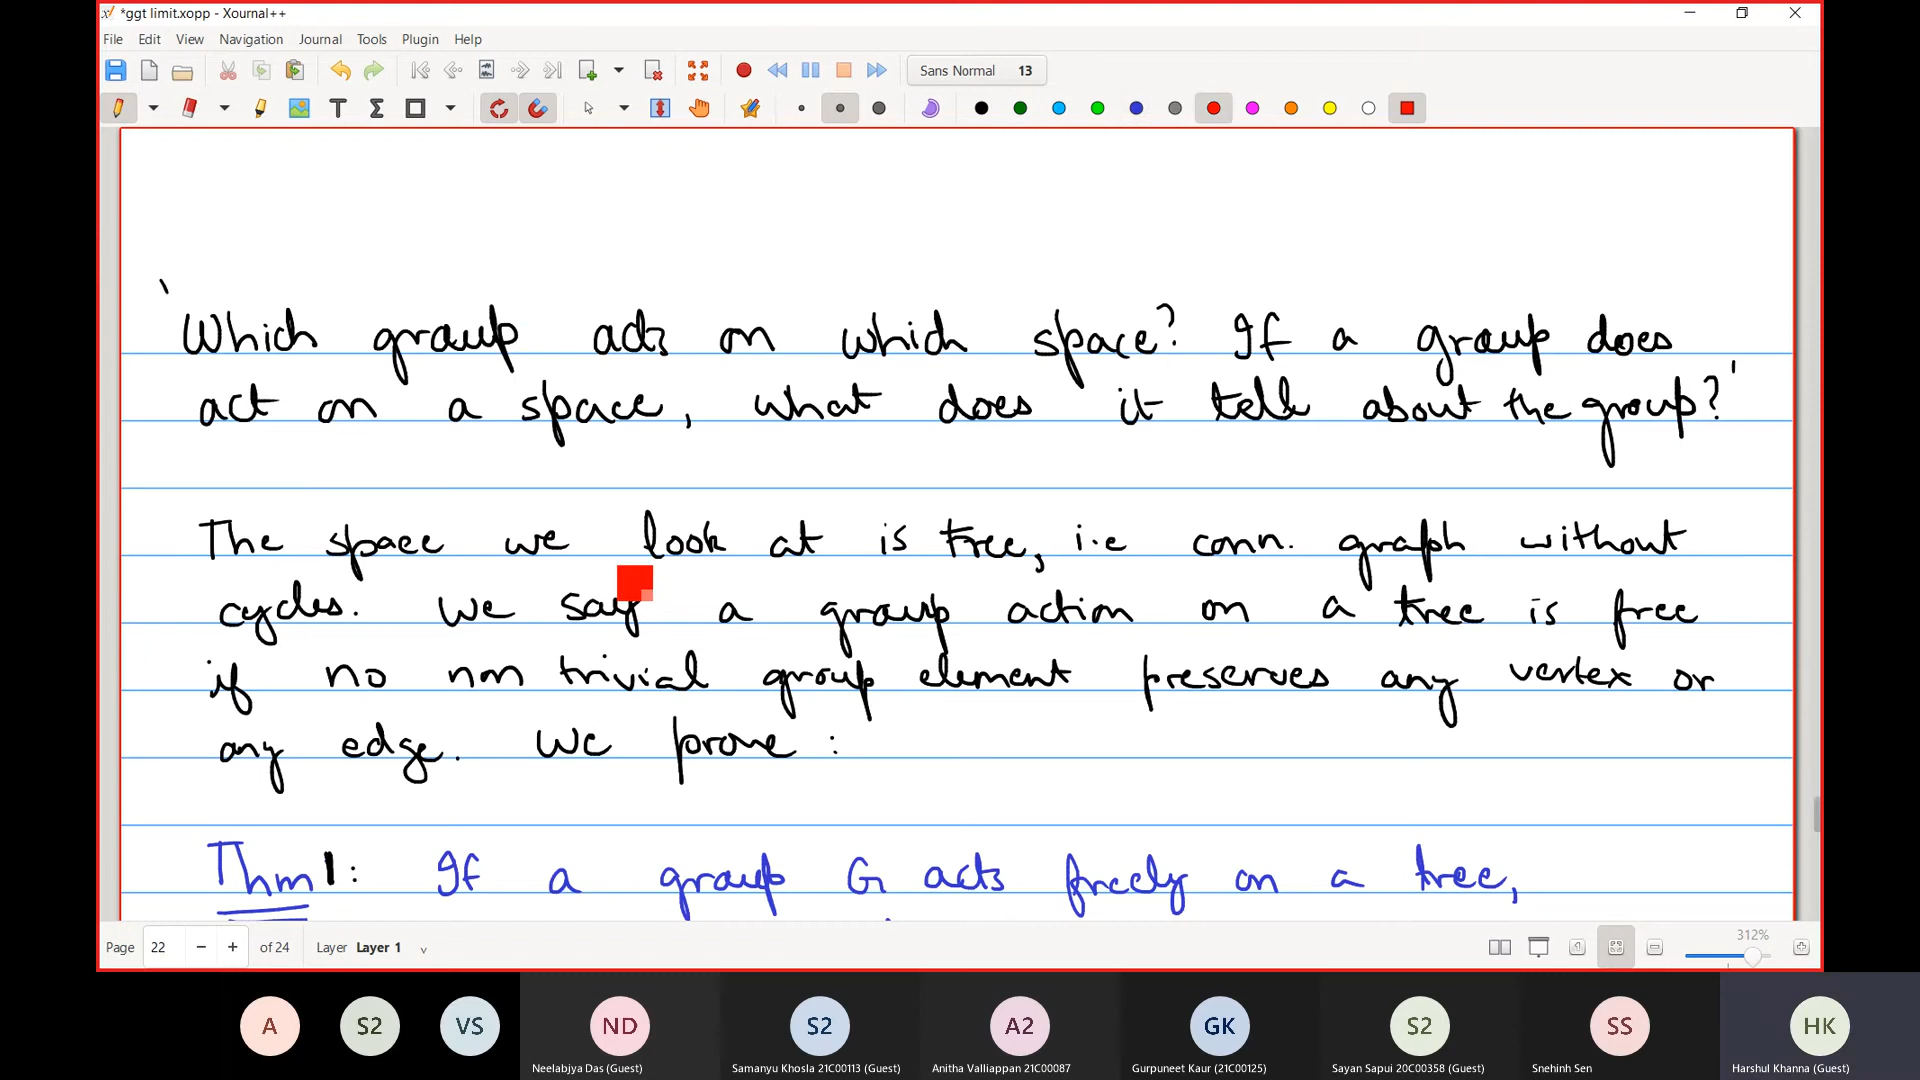 *ggt limit.xopp - Xournal++
File Edit View Navigation Journal Tools Plugin Help
Sans Normal 13
'Which group acts on which space? If a group does
act on a space, what does it tell about the group?'
The space we look at is tree, i.e conn. graph without
cycles. We say a group action on a tree is free
if no non trivial group element preserves any vertex or
any edge. We prove :
Thm 1: If a group G acts freely on a tree,
Page 22 of 24 Layer Layer 1 312%
A S2 VS ND S2 A2 GK S2 SS HK
Neelabjya Das (Guest) Samanyu Khosla 21C00113 (Guest) Anitha Valliappan 21C00087 Gurpuneet Kaur (21C00125) Sayan Sapui 20C00358 (Guest) Snehinh Sen Harshul Khanna (Guest)